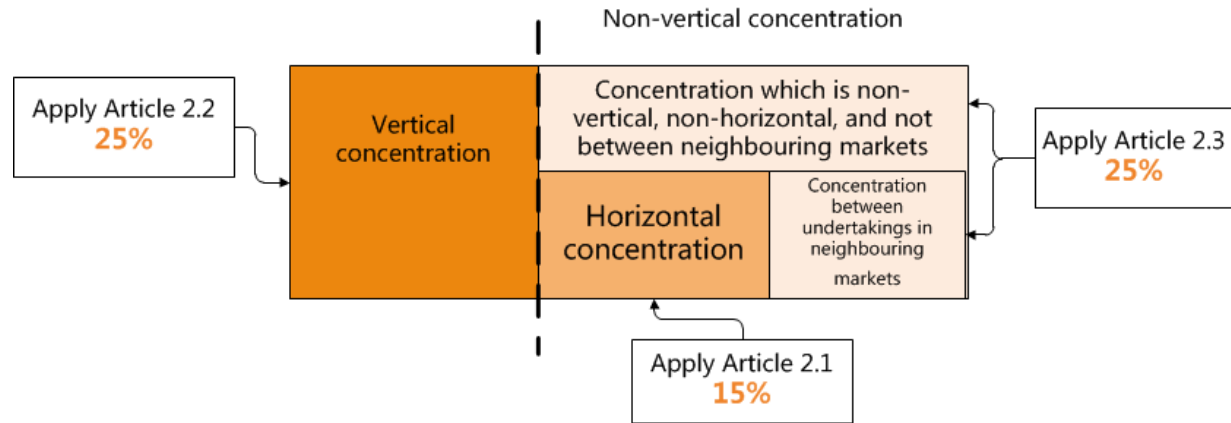 Non-vertical concentration
Apply Article 2.2
25%
Vertical
concentration
Concentration which is non-
vertical, non-horizontal, and not
between neighbouring markets
Apply Article 2.3
25%
Horizontal
concentration
Concentration
between
undertakings in
neighbouring
markets
Apply Article 2.1
15%